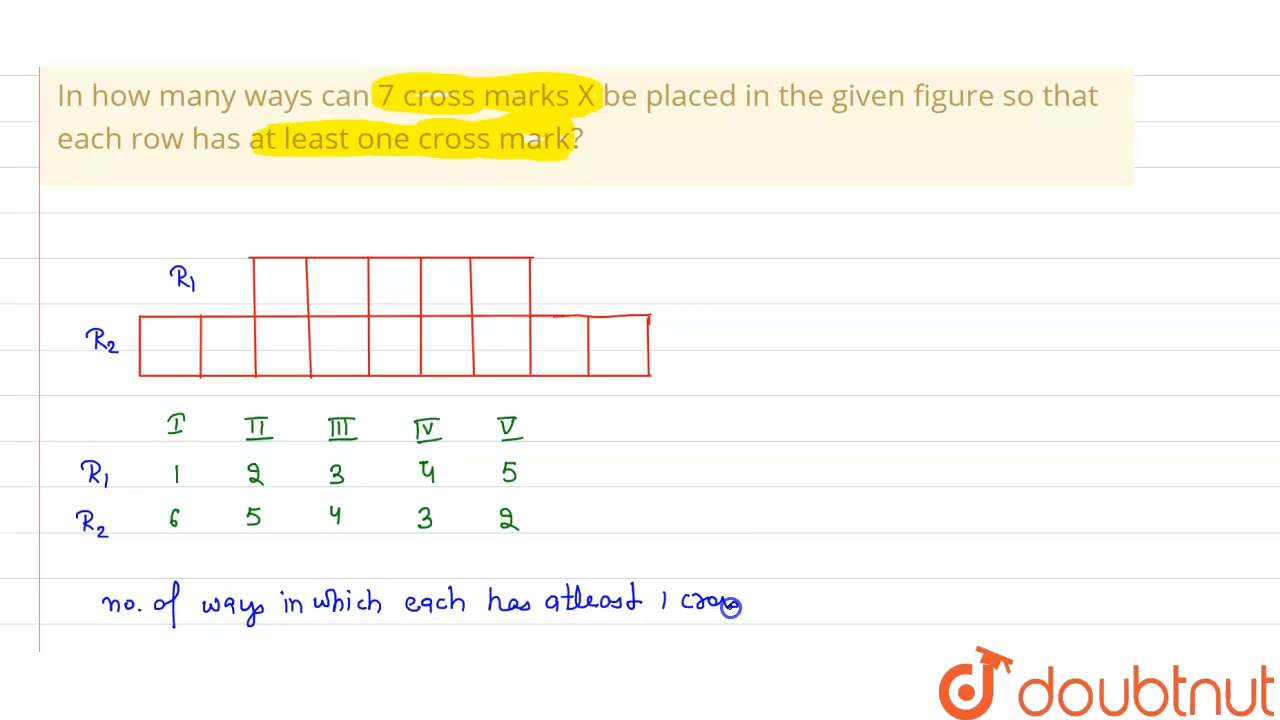 In how many ways can 7 cross marks X be placed in the given figure so that
each row has at least one cross mark?
R1
R2
I II III IV V
R1 1 2 3 4 5
R2 6 5 4 3 2
no. of ways in which each has atleast 1 cross
doubtnut